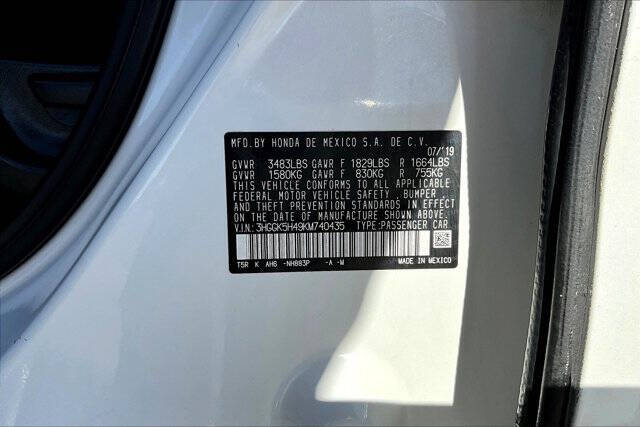 MFD. BY HONDA DE MEXICO S.A. DE C.V.
07/'19
GVWR 3483LBS GAWR F 1829LBS R 1664LBS
GVWR 1580KG GAWR F 830KG R 755KG
THIS VEHICLE CONFORMS TO ALL APPLICABLE
FEDERAL MOTOR VEHICLE SAFETY, BUMPER
AND THEFT PREVENTION STANDARDS IN EFFECT
ON THE DATE OF MANUFACTURE SHOWN ABOVE.
V.I.N.: 3HGGK5H49KM740435 TYPE:PASSENGER CAR
T5R K AH6 -NH883P -A -M MADE IN MEXICO